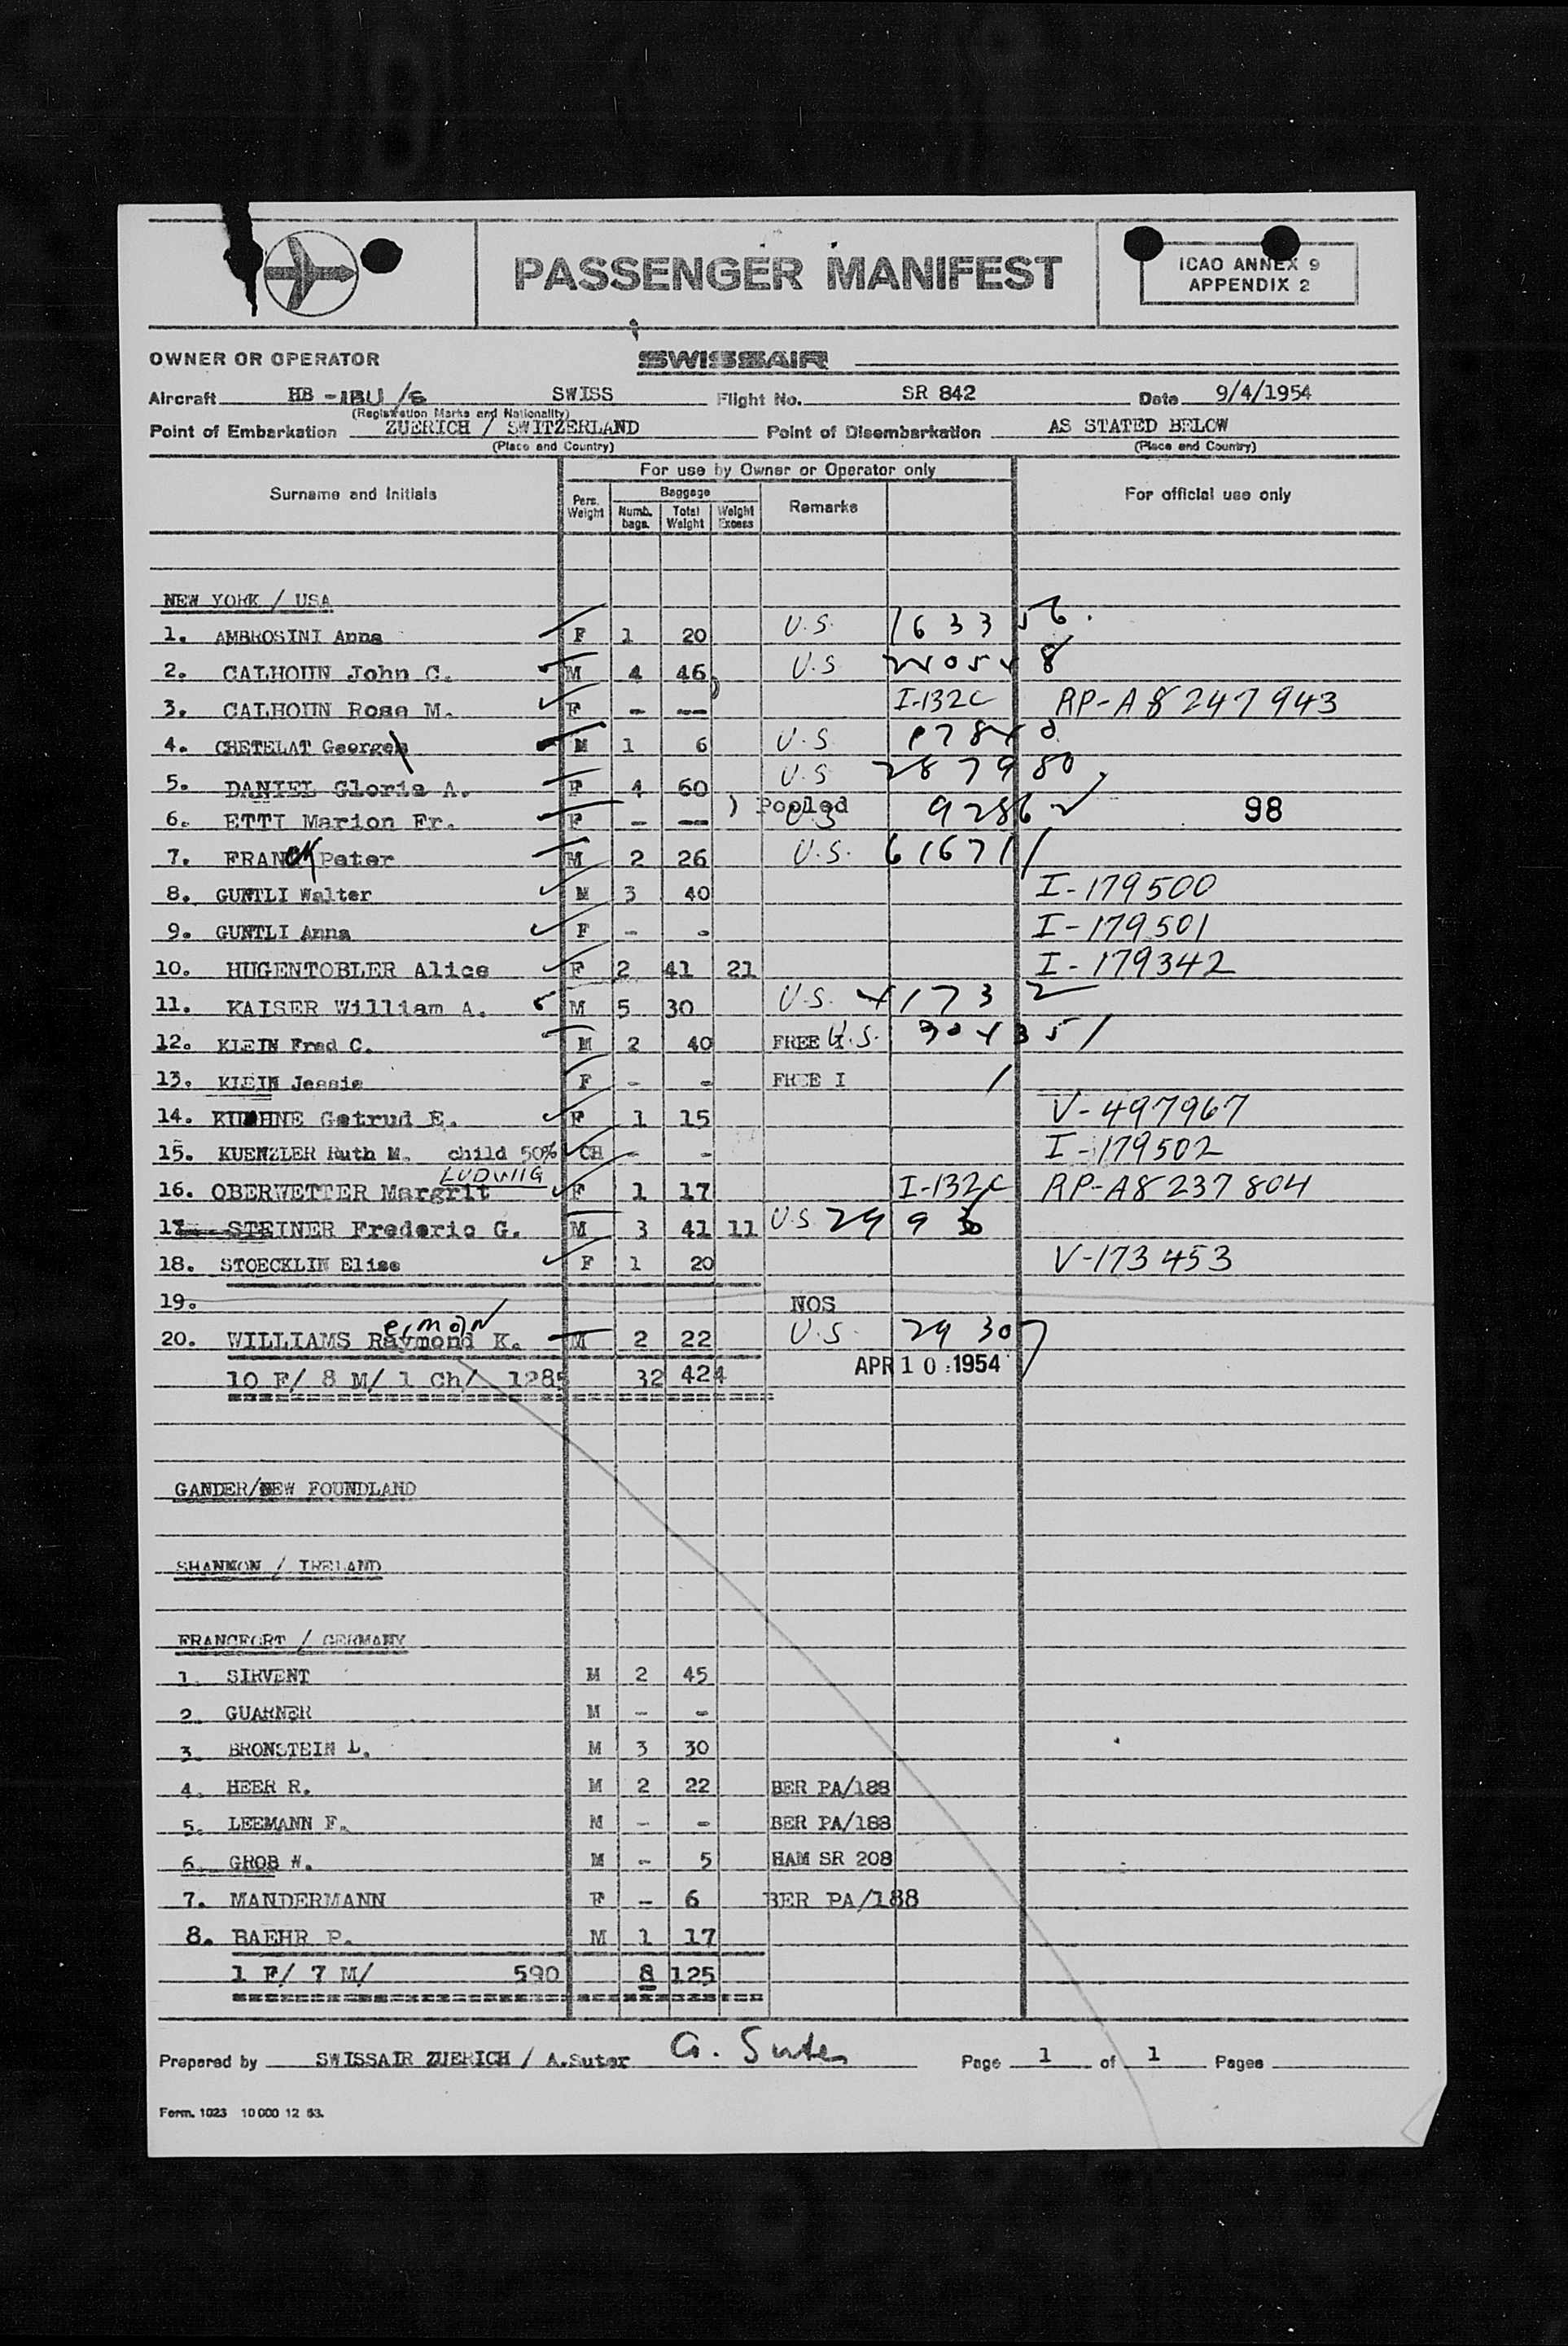 PASSENGER MANIFEST
ICAO ANNEX 9
APPENDIX 2
OWNER OR OPERATOR SWISSAIR
Aircraft HB -IBU /S SWISS Flight No. SR 842 Date 9/4/1954
(Registration Marks and Nationality)
Point of Embarkation ZUERICH / SWITZERLAND Point of Disembarkation AS STATED BELOW
(Place and Country) (Place and Country)
For use by Owner or Operator only
Surname and Initials Pers. Weight Baggage Remarks For official use only
Numb. bags. Total Weight Weight Excess
NEW YORK / USA
1. AMBROSINI Anna F 1 20 U.S. 163356.
2. CALHOUN John C. M 4 46 U.S
3. CALHOUN Rose M. F - -- I-132C RP-A8247943
4. CHETELAT George M 1 6 U.S
5. DANIEL Gloria A. F 4 60 U.S 287980
6. ETTI Marion Fr. F - -- ) Pooled U.S 92862 98
7. FRANCK Peter M 2 26 U.S. 616711
8. GUNTLI Walter M 3 40 I-179500
9. GUNTLI Anna F - - I-179501
10. HUGENTOBLER Alice F 2 41 21 I-179342
11. KAISER William A. M 5 30 U.S. 41732
12. KLEIN Fred C. M 2 40 FREE I U.S. 304351
13. KLEIN Jessie F - - FREE I
14. KUEHNE Getrud E. F 1 15 V-497967
15. KUENZLER Ruth M. child 50% CH - - I-179502
LUDWIG
16. OBERWETTER Margrit F 1 17 I-132C RP-A8237804
17. STEINER Frederic G. M 3 41 11 U.S
18. STOECKLIN Elise F 1 20 V-173453
19. NOS
20. WILLIAMS Raymond K. M 2 22 U.S. 29307
10 F/ 8 M/ 1 Ch/ 1285 32 424 APR 10 1954
GANDER/NEW FOUNDLAND
SHANNON / IRELAND
FRANCFORT / GERMANY
1. SIRVENT M 2 45
2. GUARNER M - -
3. BRONSTEIN L. M 3 30
4. HEER R. M 2 22 BER PA/188
5. LEEMANN F. M - - BER PA/188
6. GROB W. M - 5 HAM SR 208
7. MANDERMANN F - 6 BER PA/188
8. BAEHR P. M 1 17
1 F/ 7 M/ 590 8 125
Prepared by SWISSAIR ZUERICH / A.Suter A. Suter Page 1 of 1 Pages
Form. 1023 10 000 12 53.